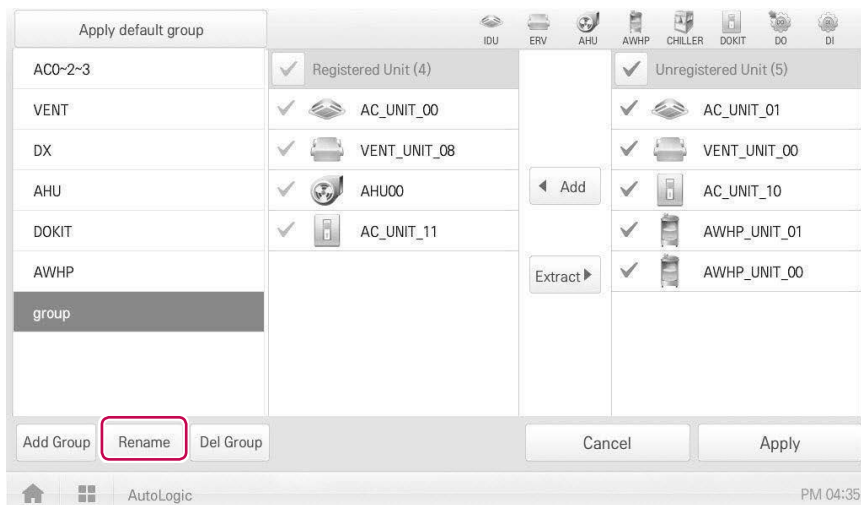 Apply default group
IDU ERV AHU AWHP CHILLER DOKIT DO DI
AC0~2~3
VENT
DX
AHU
DOKIT
AWHP
group
Registered Unit (4)
AC_UNIT_00
VENT_UNIT_08
AHU00
AC_UNIT_11
Add
Extract
Unregistered Unit (5)
AC_UNIT_01
VENT_UNIT_00
AC_UNIT_10
AWHP_UNIT_01
AWHP_UNIT_00
Add Group Rename Del Group
Cancel Apply
AutoLogic PM 04:35